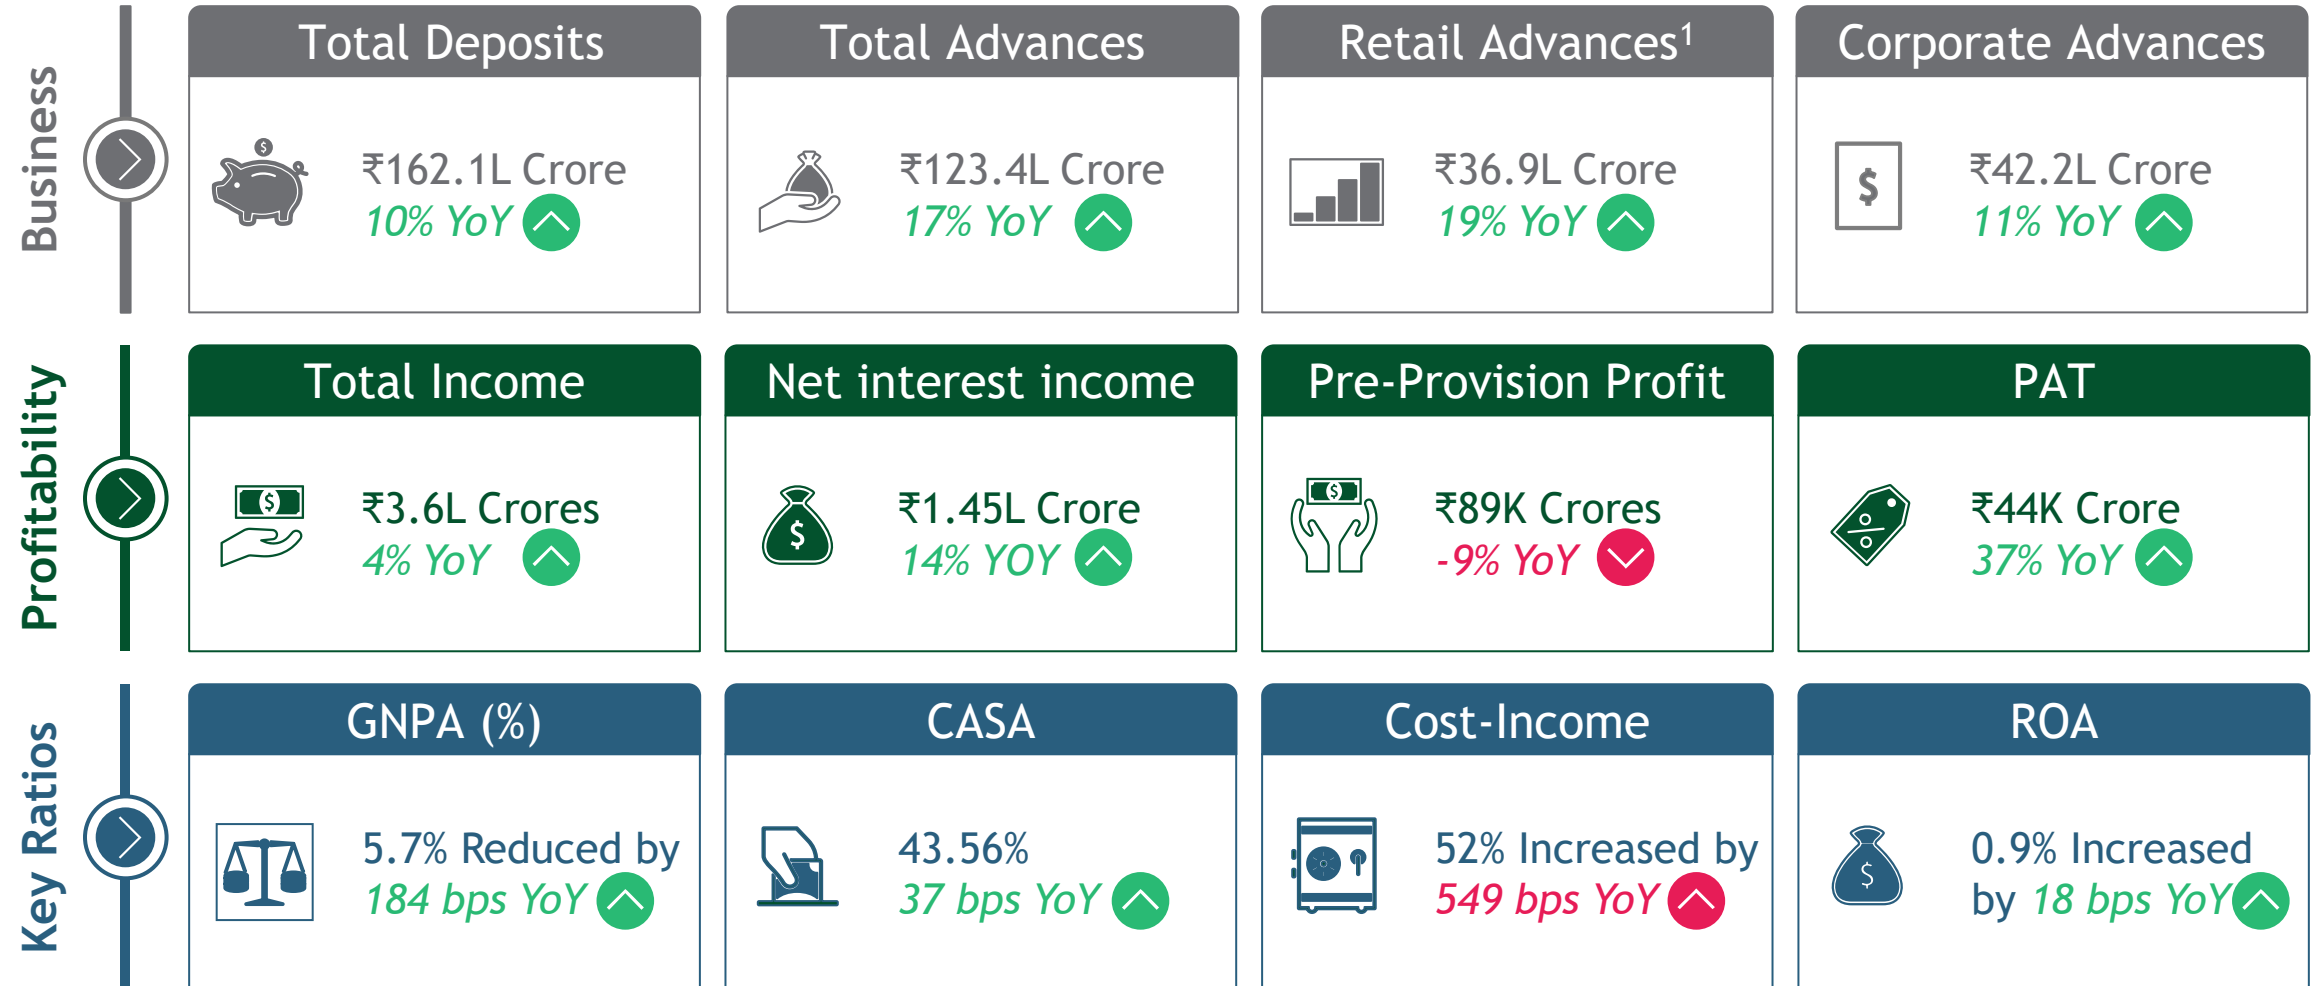 Business
Total Deposits
₹162.1L Crore
10% YoY
Total Advances
₹123.4L Crore
17% YoY
Retail Advances¹
₹36.9L Crore
19% YoY
Corporate Advances
₹42.2L Crore
11% YoY
Profitability
Total Income
₹3.6L Crores
4% YoY
Net interest income
₹1.45L Crore
14% YOY
Pre-Provision Profit
₹89K Crores
-9% YoY
PAT
₹44K Crore
37% YoY
Key Ratios
GNPA (%)
5.7% Reduced by
184 bps YoY
CASA
43.56%
37 bps YoY
Cost-Income
52% Increased by
549 bps YoY
ROA
0.9% Increased
by 18 bps YoY